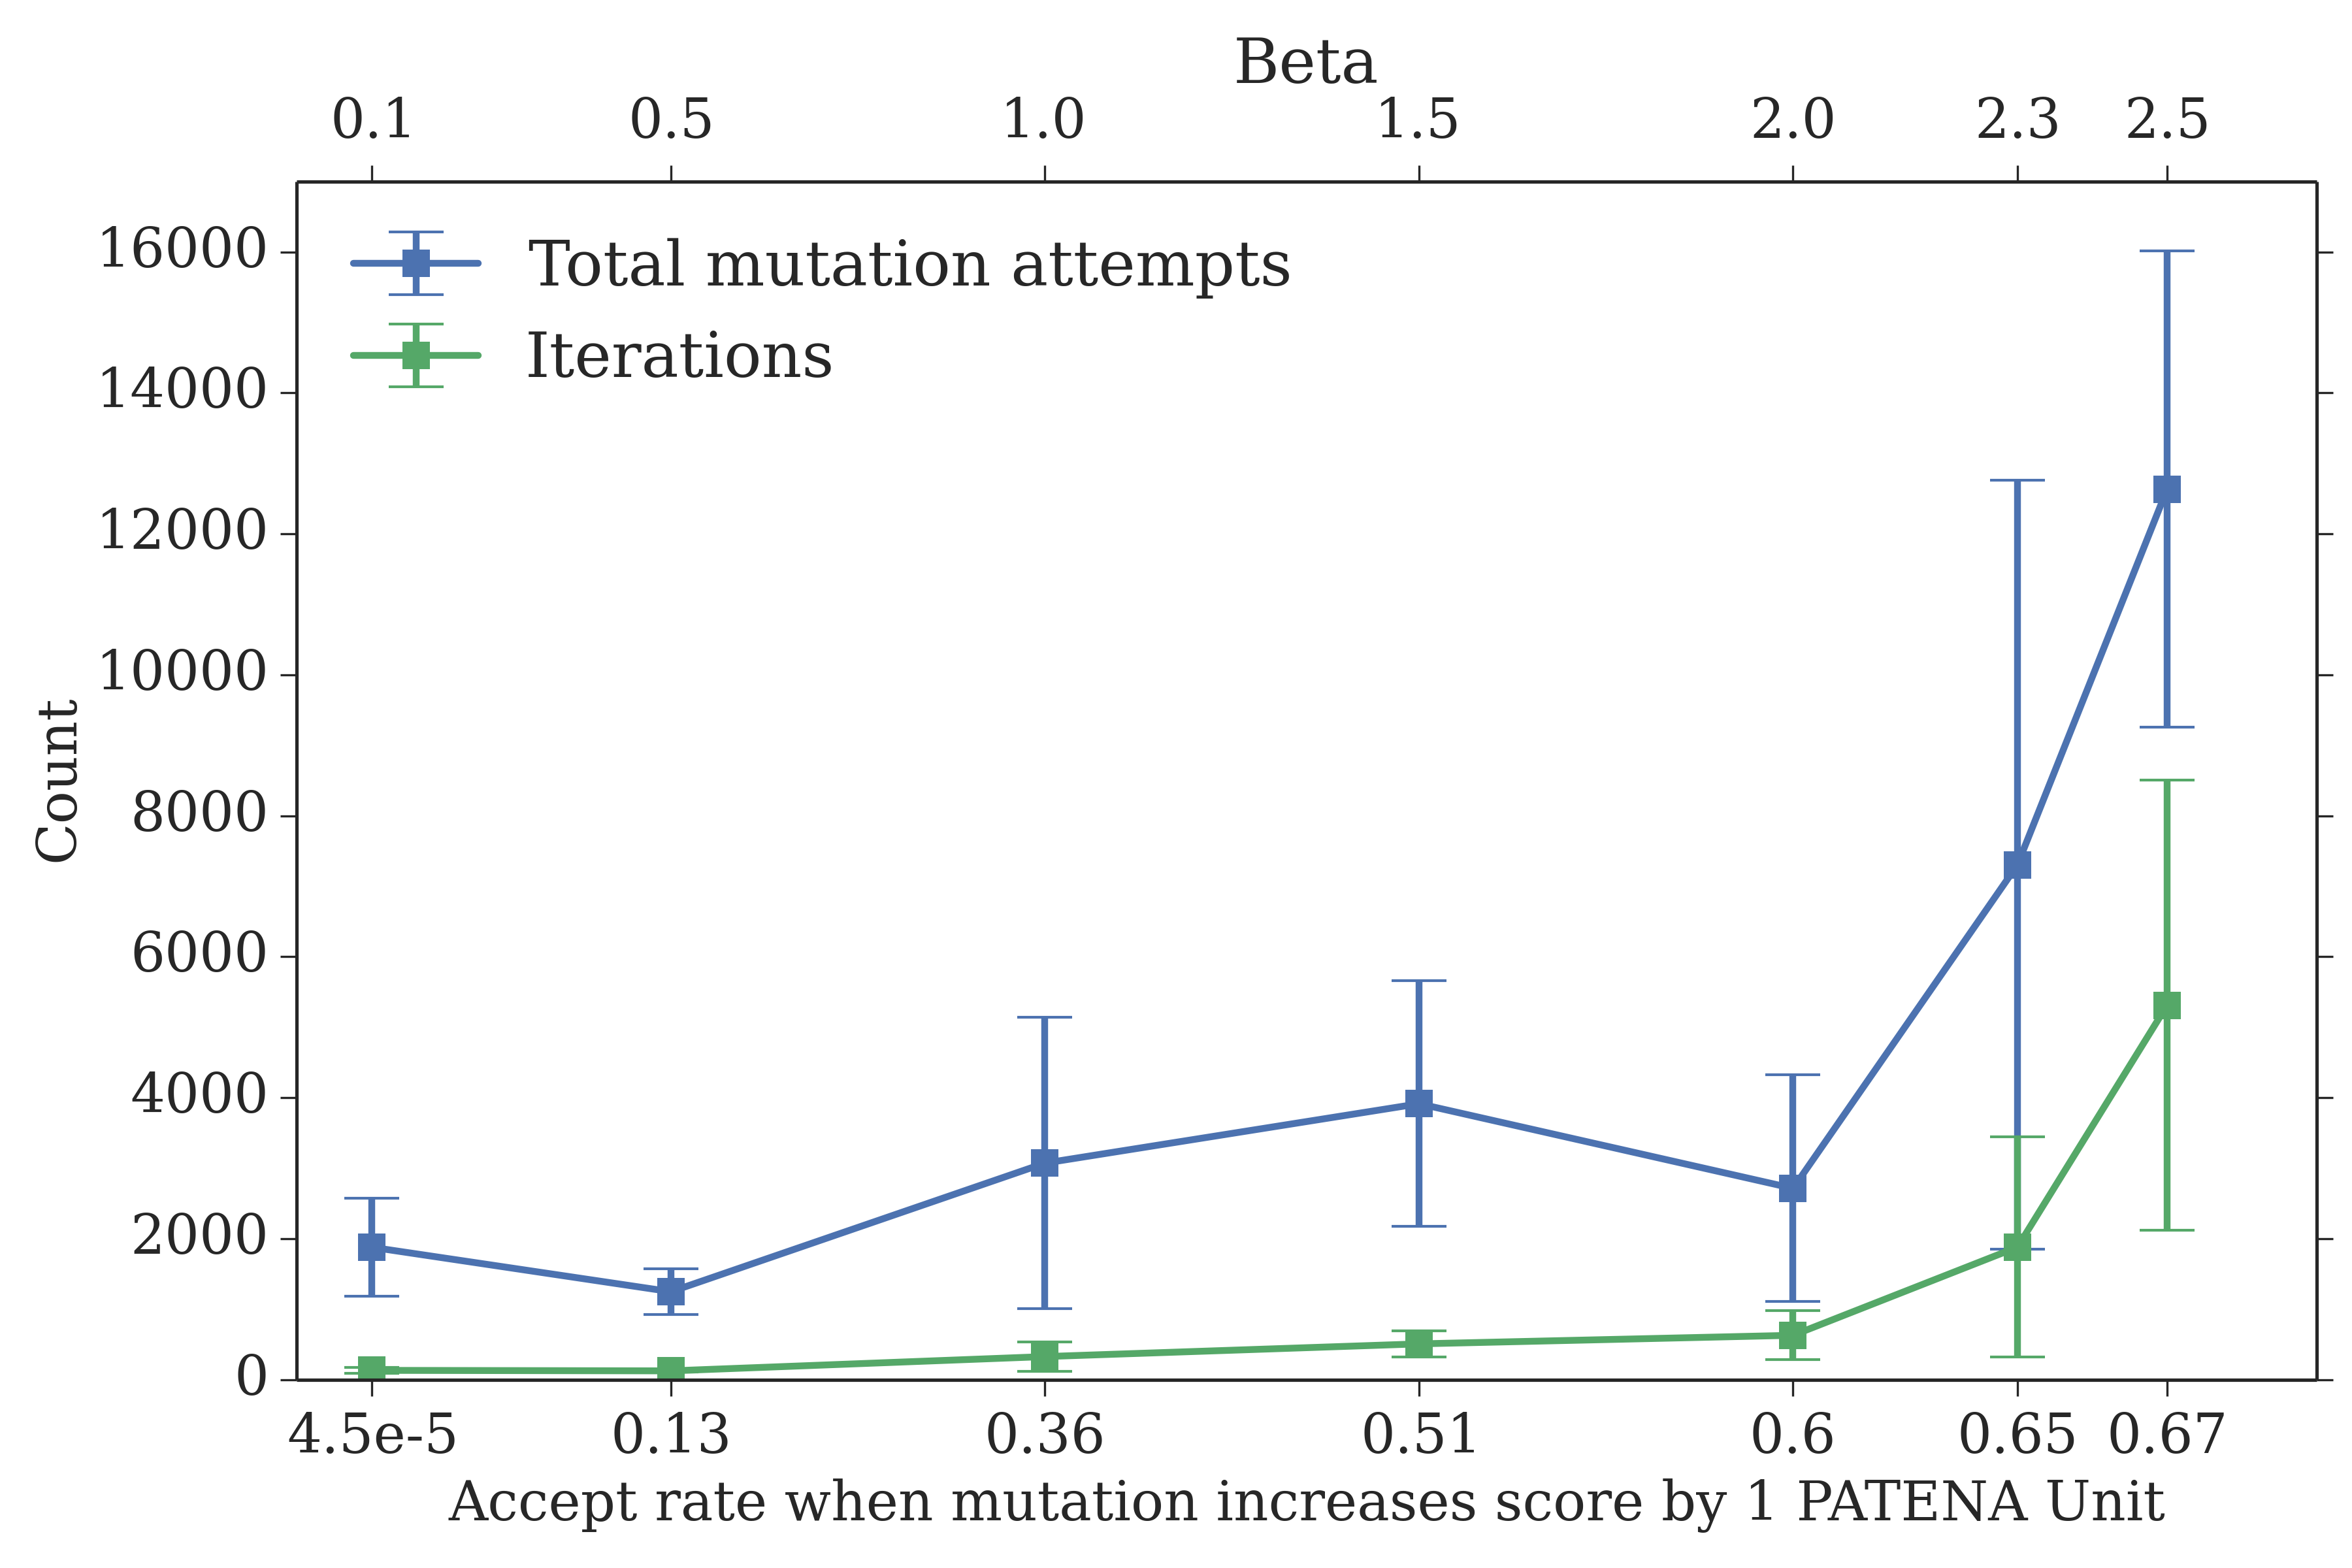 Beta
0.1 0.5 1.0 1.5 2.0 2.3 2.5
16000
14000
12000
10000
8000
6000
4000
2000
0
Count
Total mutation attempts
Iterations
4.5e-5 0.13 0.36 0.51 0.6 0.65 0.67
Accept rate when mutation increases score by 1 PATENA Unit